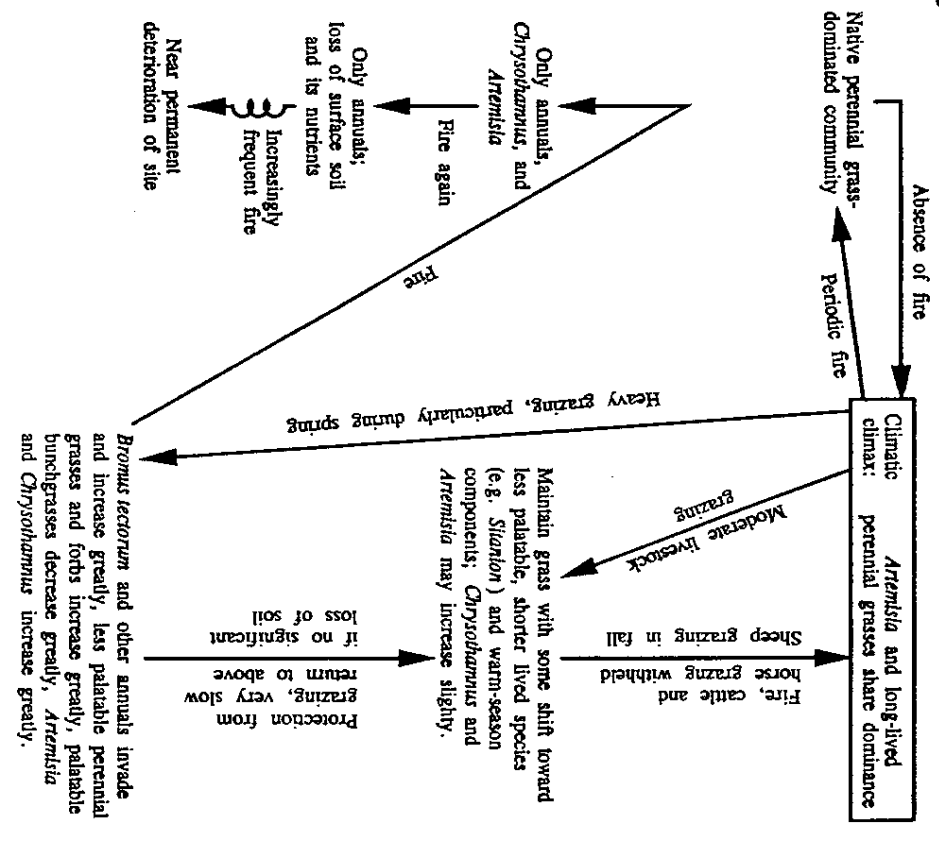 Native perennial grass-
dominated community
Absence of fire
Periodic fire
Climatic
climax:
Artemisia and long-lived
perennial grasses share dominance
Only annuals,
Chrysothamnus, and
Artemisia
Fire again
Only annuals;
loss of surface soil
and its nutrients
Increasingly
frequent fire
Near permanent
deterioration of site
Fire
Heavy grazing, particularly during spring
Moderate livestock
grazing
Maintain grass with some shift toward
less palatable, shorter lived species
(e.g. Sitanion) and warm-season
components; Chrysothamnus and
Artemisia may increase slighty.
Fire, cattle and
horse grazng withheld
Sheep grazing in fall
Protection from
grazing, very slow
return to above
if no significant
loss of soil
Bromus tectorum and other annuals invade
and increase greatly, less palatable perennial
grasses and forbs increase greatly, palatable
bunchgrasses decrease greatly, Artemisia
and Chrysothamnus increase greatly.